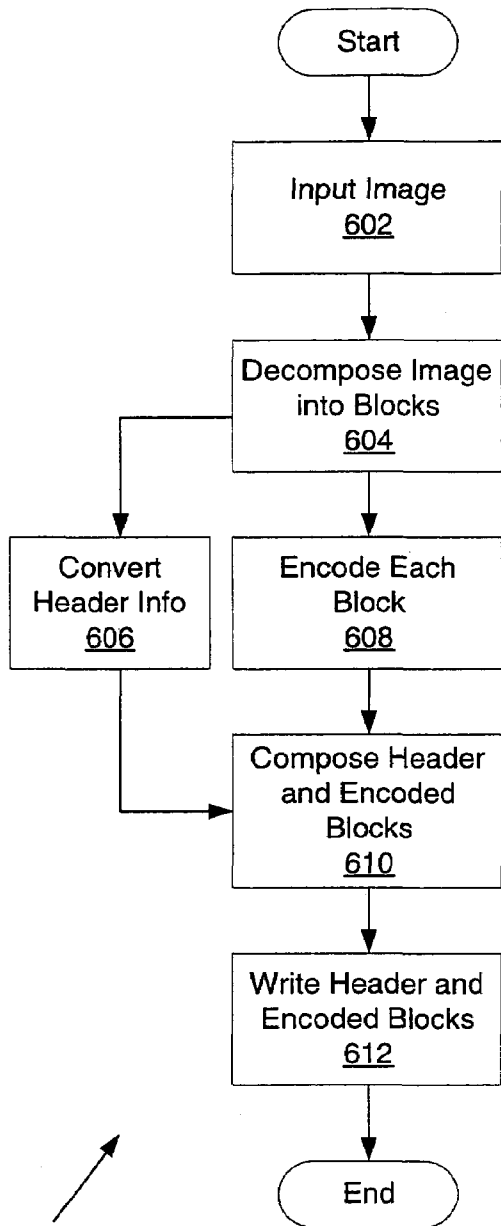 Start
Input Image
602
Decompose Image
into Blocks
604
Convert
Header Info
606
Encode Each
Block
608
Compose Header
and Encoded
Blocks
610
Write Header and
Encoded Blocks
612
End